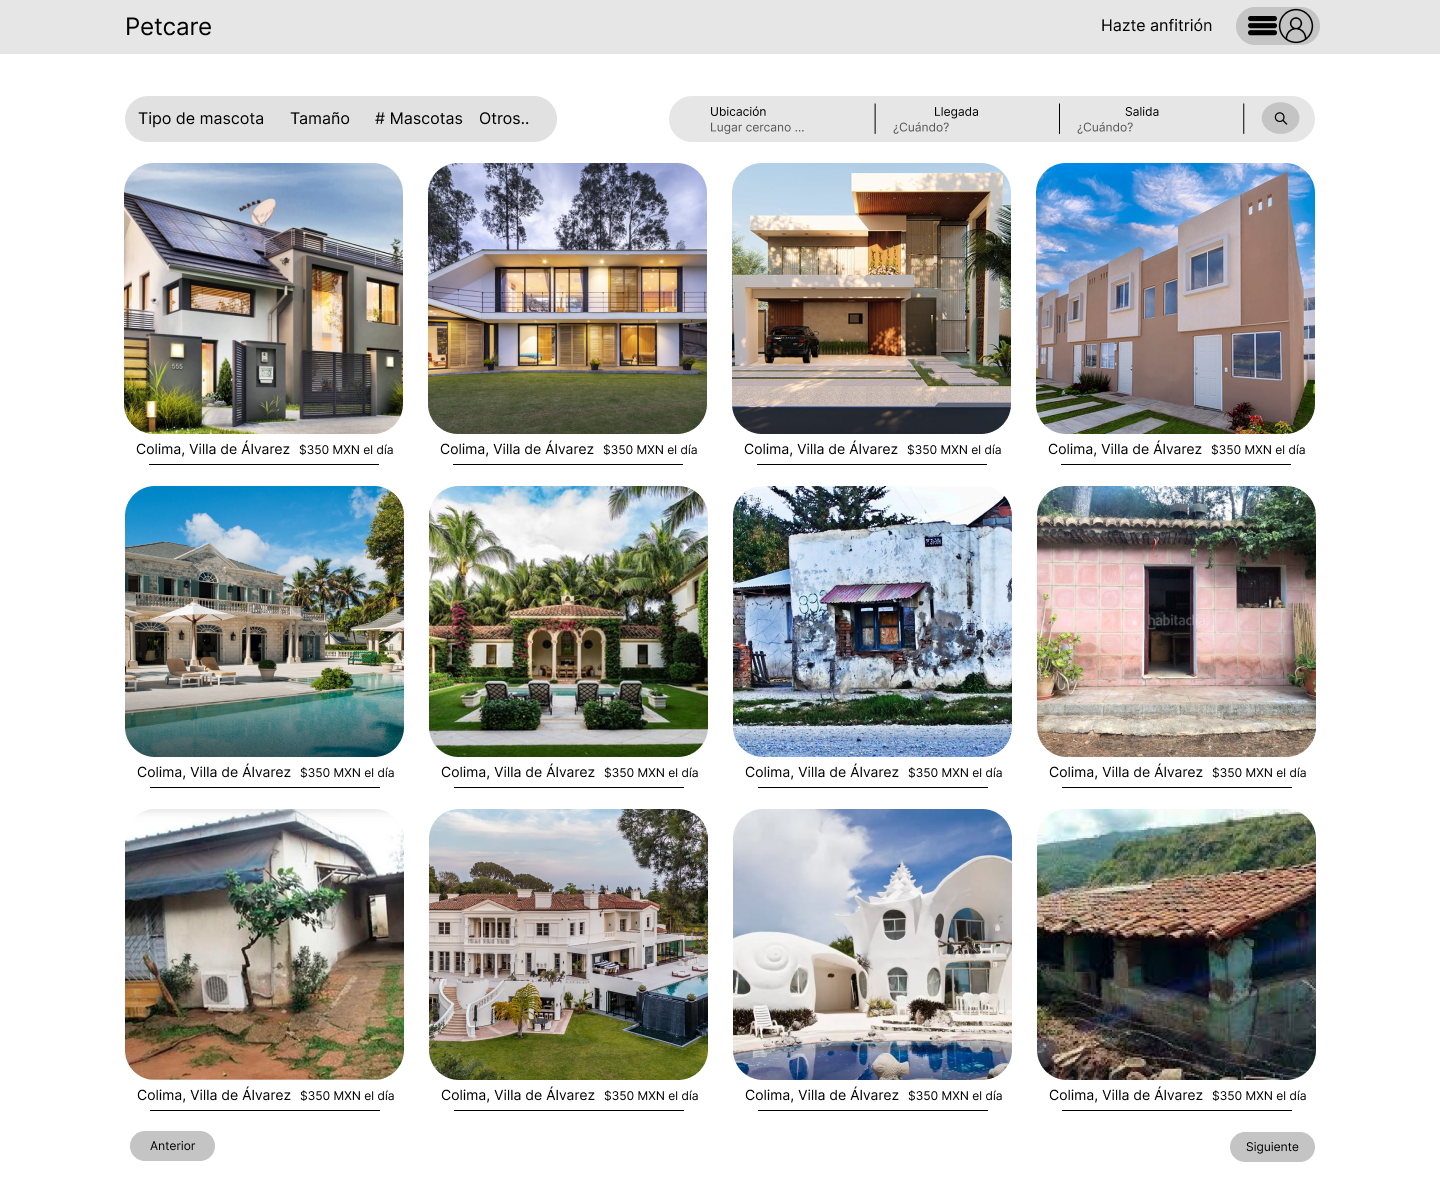 Petcare
Hazte anfitrión
Tipo de mascota Tamaño # Mascotas Otros..
Ubicación Llegada Salida
Lugar cercano ... ¿Cuándo? ¿Cuándo?
555
Colima, Villa de Álvarez $350 MXN el día
Colima, Villa de Álvarez $350 MXN el día
Colima, Villa de Álvarez $350 MXN el día
Colima, Villa de Álvarez $350 MXN el día
Colima, Villa de Álvarez $350 MXN el día
Colima, Villa de Álvarez $350 MXN el día
Colima, Villa de Álvarez $350 MXN el día
Colima, Villa de Álvarez $350 MXN el día
Colima, Villa de Álvarez $350 MXN el día
Colima, Villa de Álvarez $350 MXN el día
Colima, Villa de Álvarez $350 MXN el día
Colima, Villa de Álvarez $350 MXN el día
Anterior Siguiente